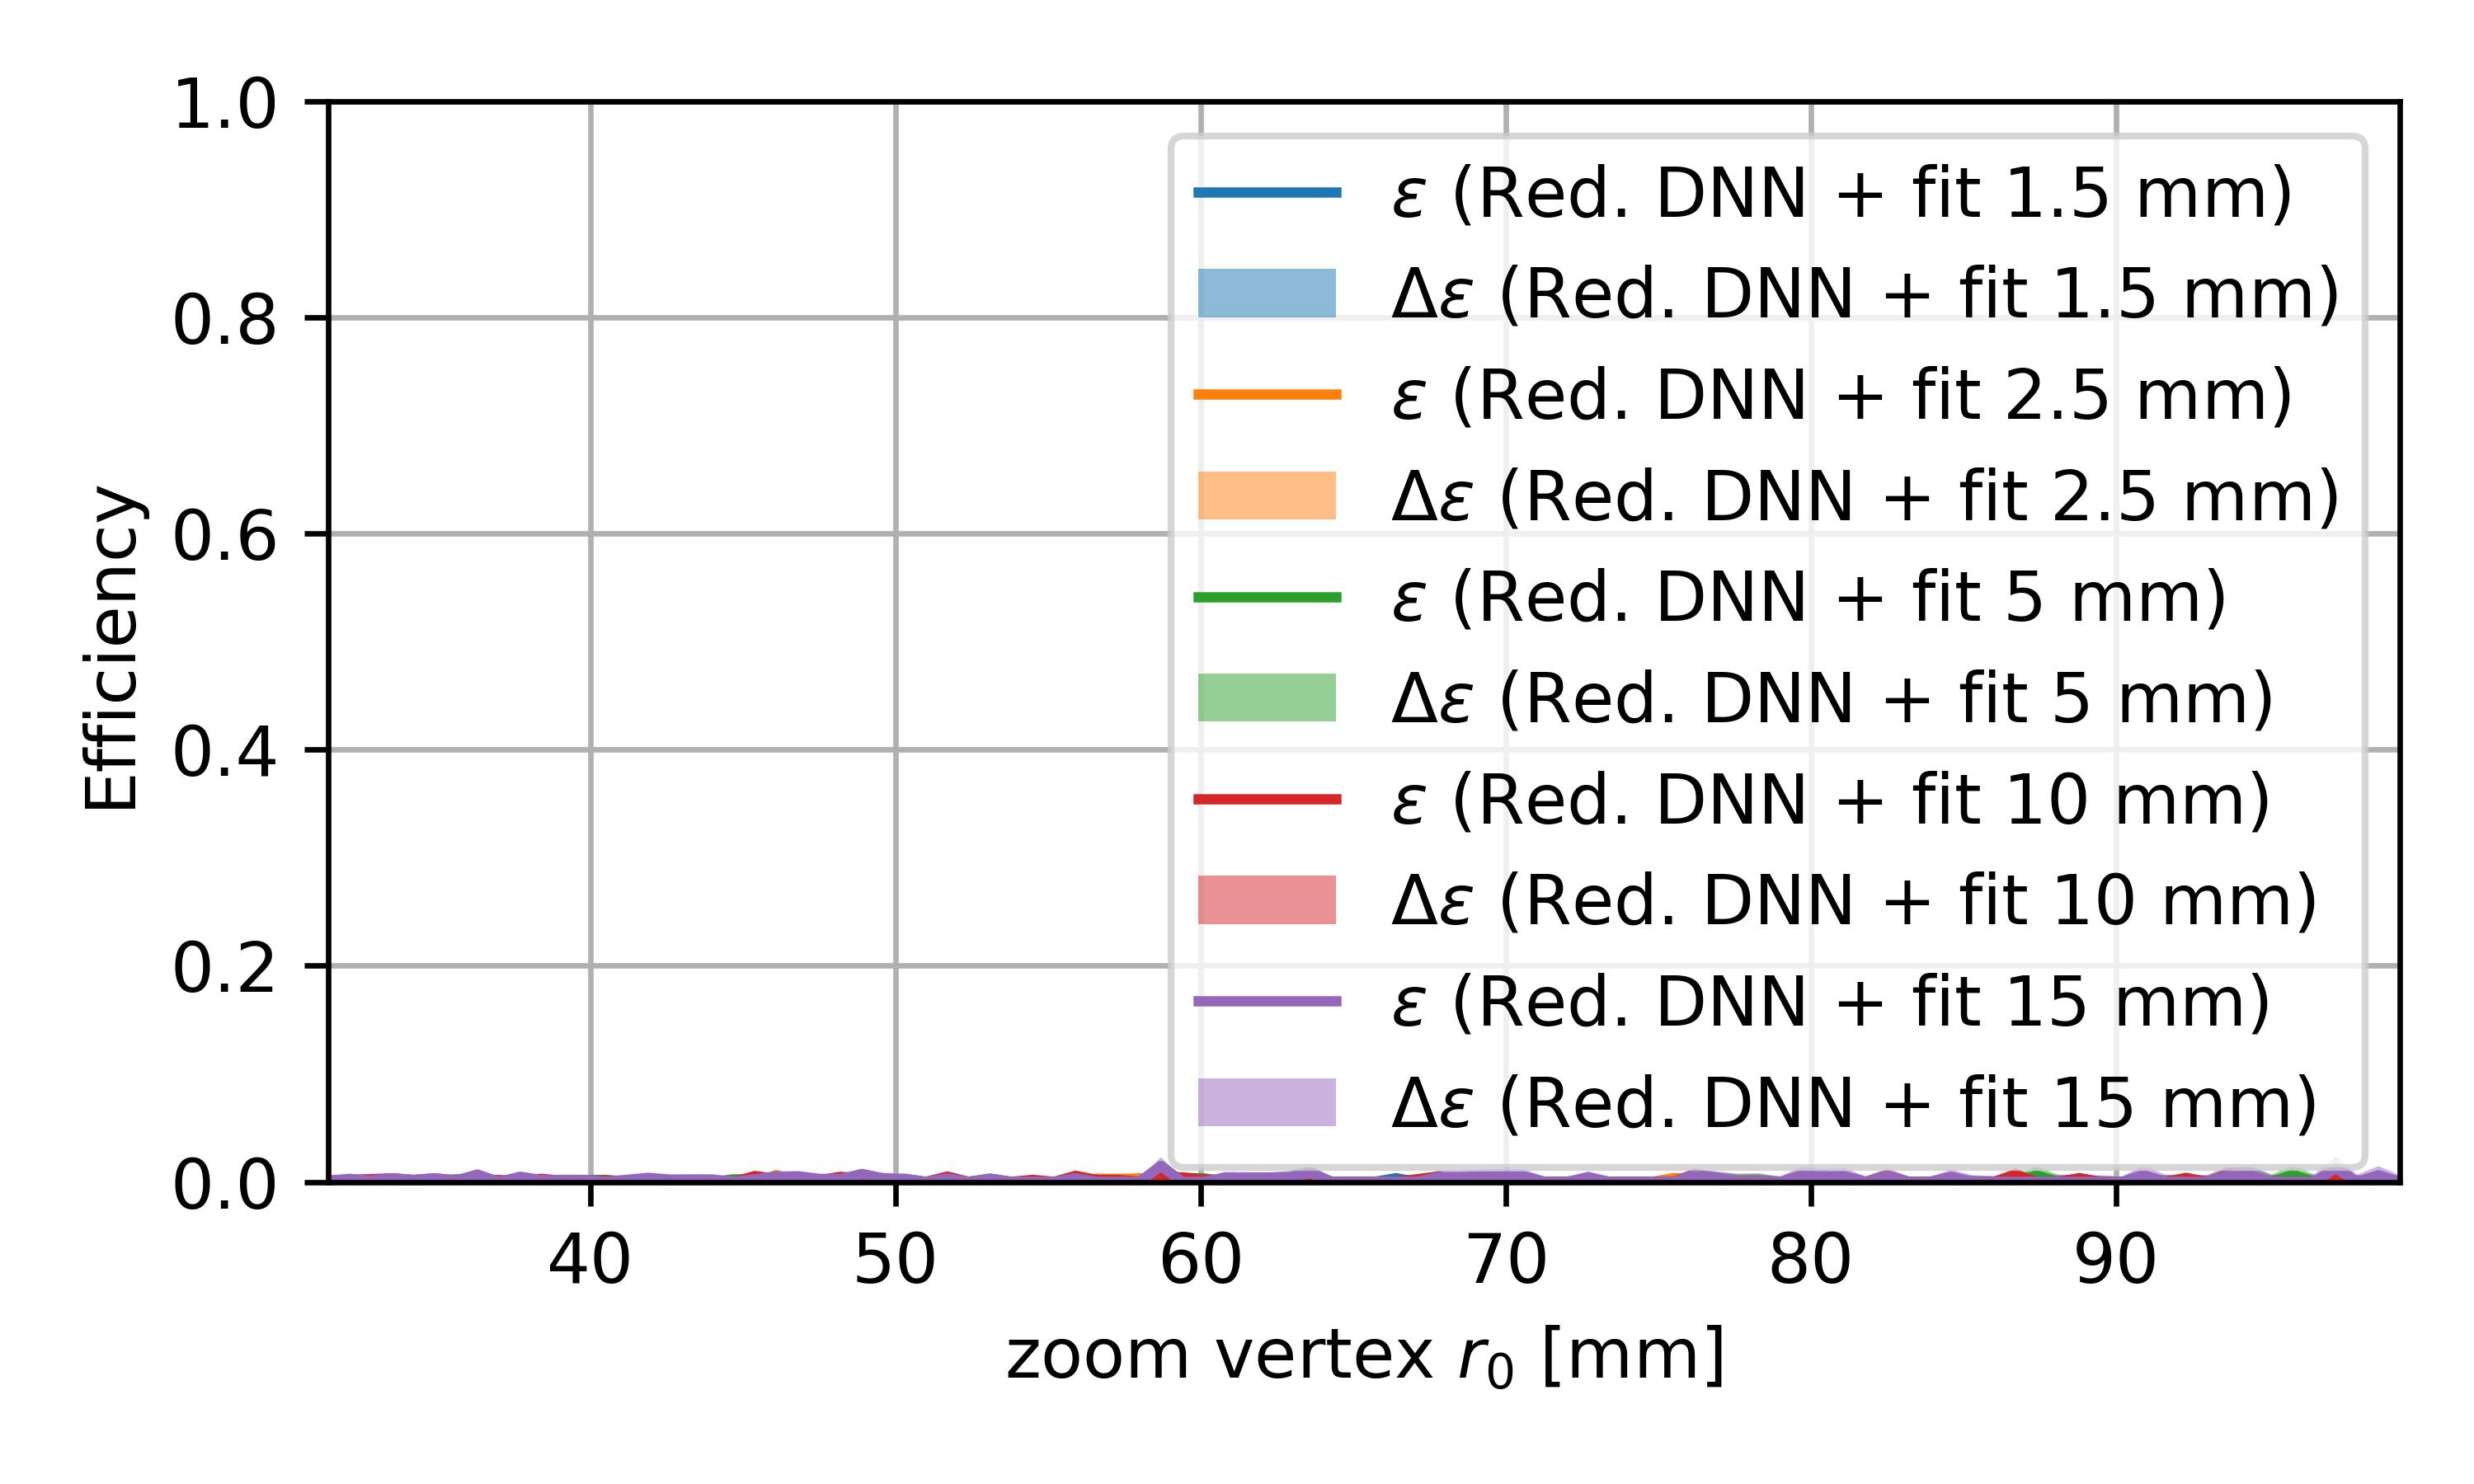 1.0
0.8
0.6
0.4
0.2
0.0
Efficiency
ε (Red. DNN + fit 1.5 mm)
Δε (Red. DNN + fit 1.5 mm)
ε (Red. DNN + fit 2.5 mm)
Δε (Red. DNN + fit 2.5 mm)
ε (Red. DNN + fit 5 mm)
Δε (Red. DNN + fit 5 mm)
ε (Red. DNN + fit 10 mm)
Δε (Red. DNN + fit 10 mm)
ε (Red. DNN + fit 15 mm)
Δε (Red. DNN + fit 15 mm)
40 50 60 70 80 90
zoom vertex r₀ [mm]